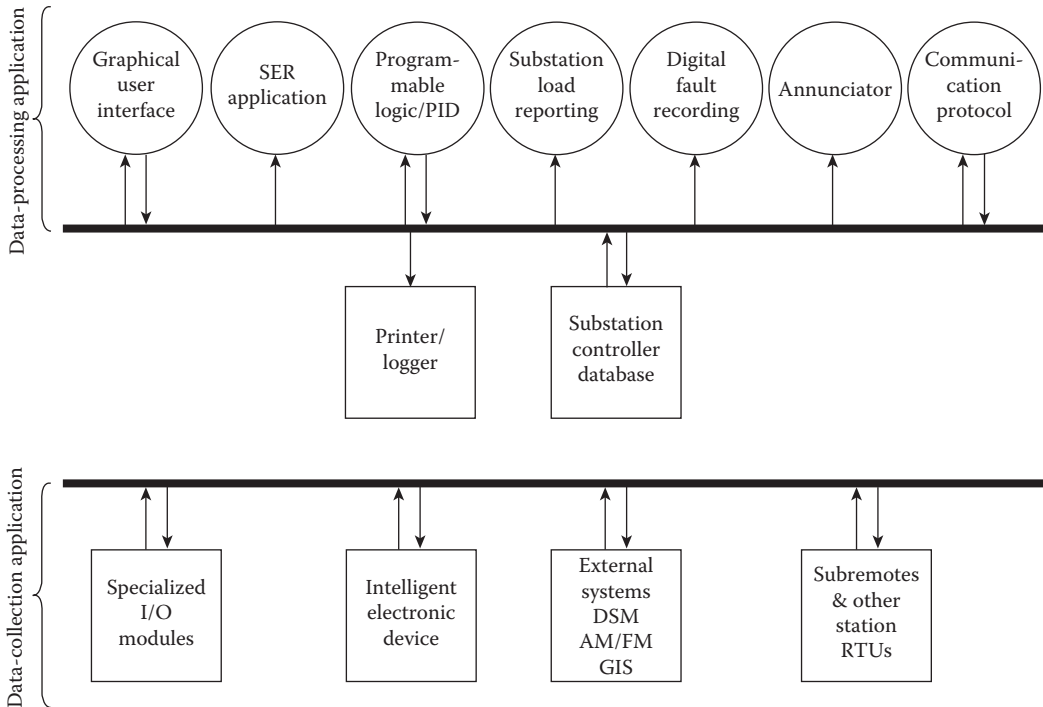 Data-processing application
Graphical
user
interface
SER
application
Program-
mable
logic/PID
Substation
load
reporting
Digital
fault
recording
Annunciator
Communi-
cation
protocol
Printer/
logger
Substation
controller
database
Data-collection application
Specialized
I/O
modules
Intelligent
electronic
device
External
systems
DSM
AM/FM
GIS
Subremotes
& other
station
RTUs